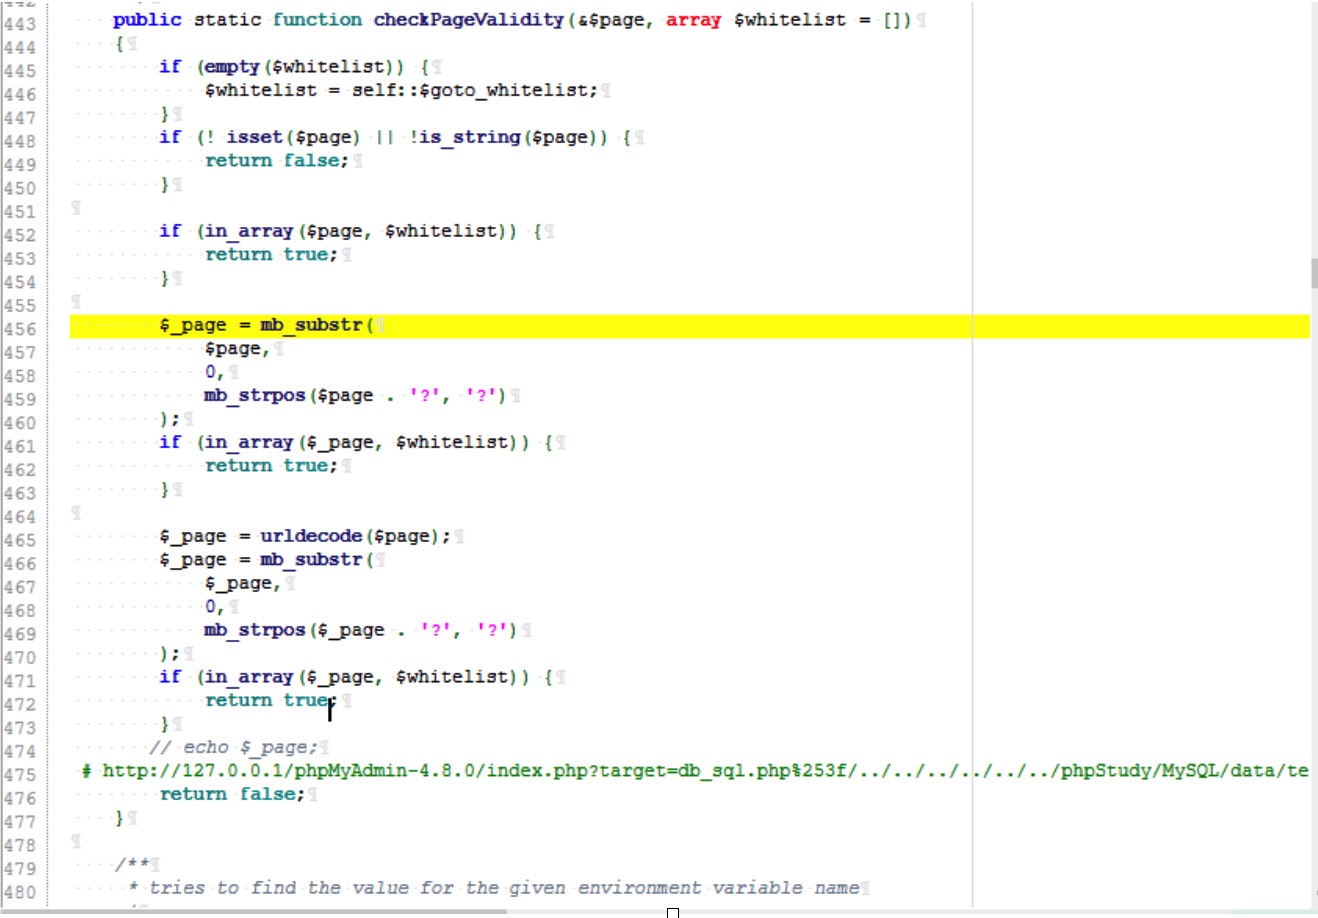 443 public static function checkPageValidity(&$page, array $whitelist = [])
444 {
445 if (empty($whitelist)) {
446 $whitelist = self::$goto_whitelist;
447 }
448 if (! isset($page) || !is_string($page)) {
449 return false;
450 }
451
452 if (in_array($page, $whitelist)) {
453 return true;
454 }
455
456 $_page = mb_substr(
457 $page,
458 0,
459 mb_strpos($page . '?', '?')
460 );
461 if (in_array($_page, $whitelist)) {
462 return true;
463 }
464
465 $_page = urldecode($page);
466 $_page = mb_substr(
467 $_page,
468 0,
469 mb_strpos($_page . '?', '?')
470 );
471 if (in_array($_page, $whitelist)) {
472 return true;
473 }
474 // echo $_page;
475 # http://127.0.0.1/phpMyAdmin-4.8.0/index.php?target=db_sql.php%253f/../../../../../../phpStudy/MySQL/data/te
476 return false;
477 }
478
479 /**
480 * tries to find the value for the given environment variable name